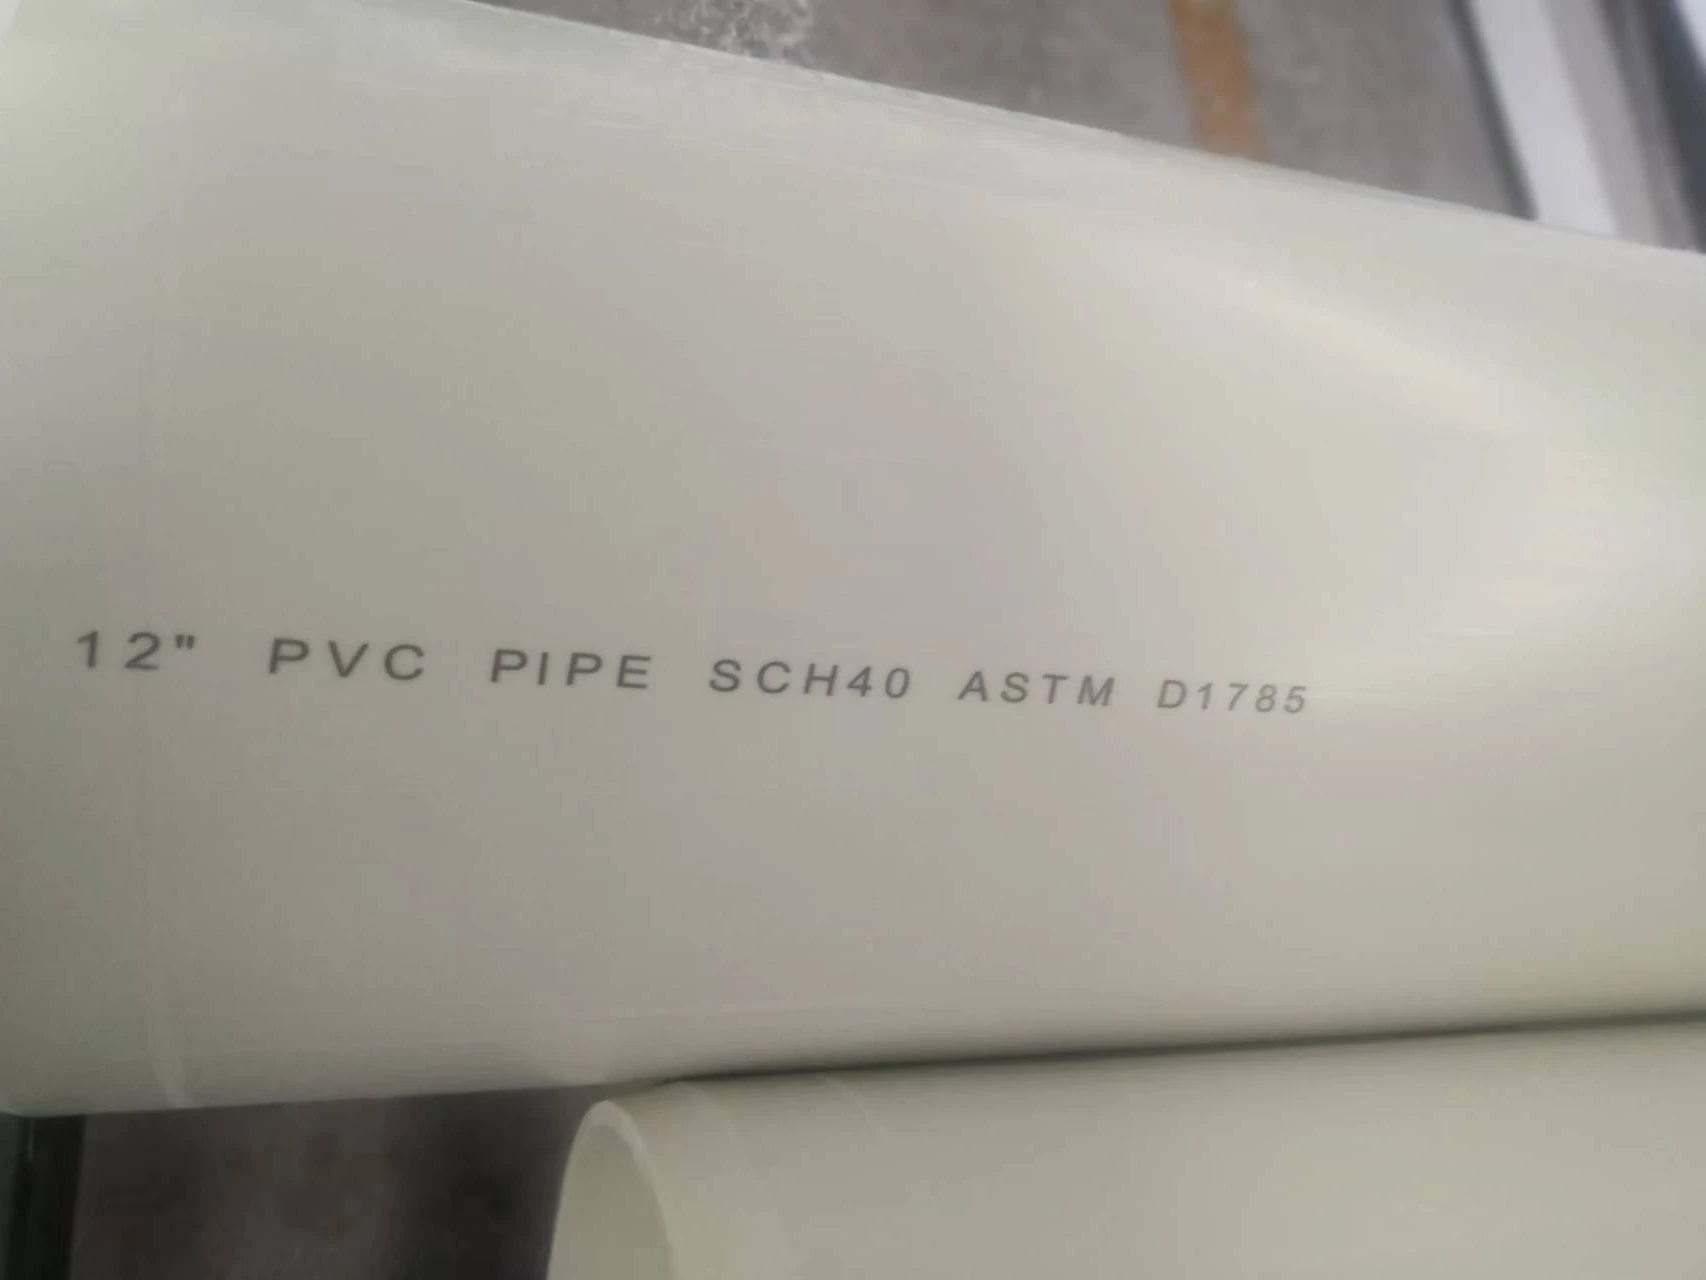 12" PVC PIPE SCH40 ASTM D1785